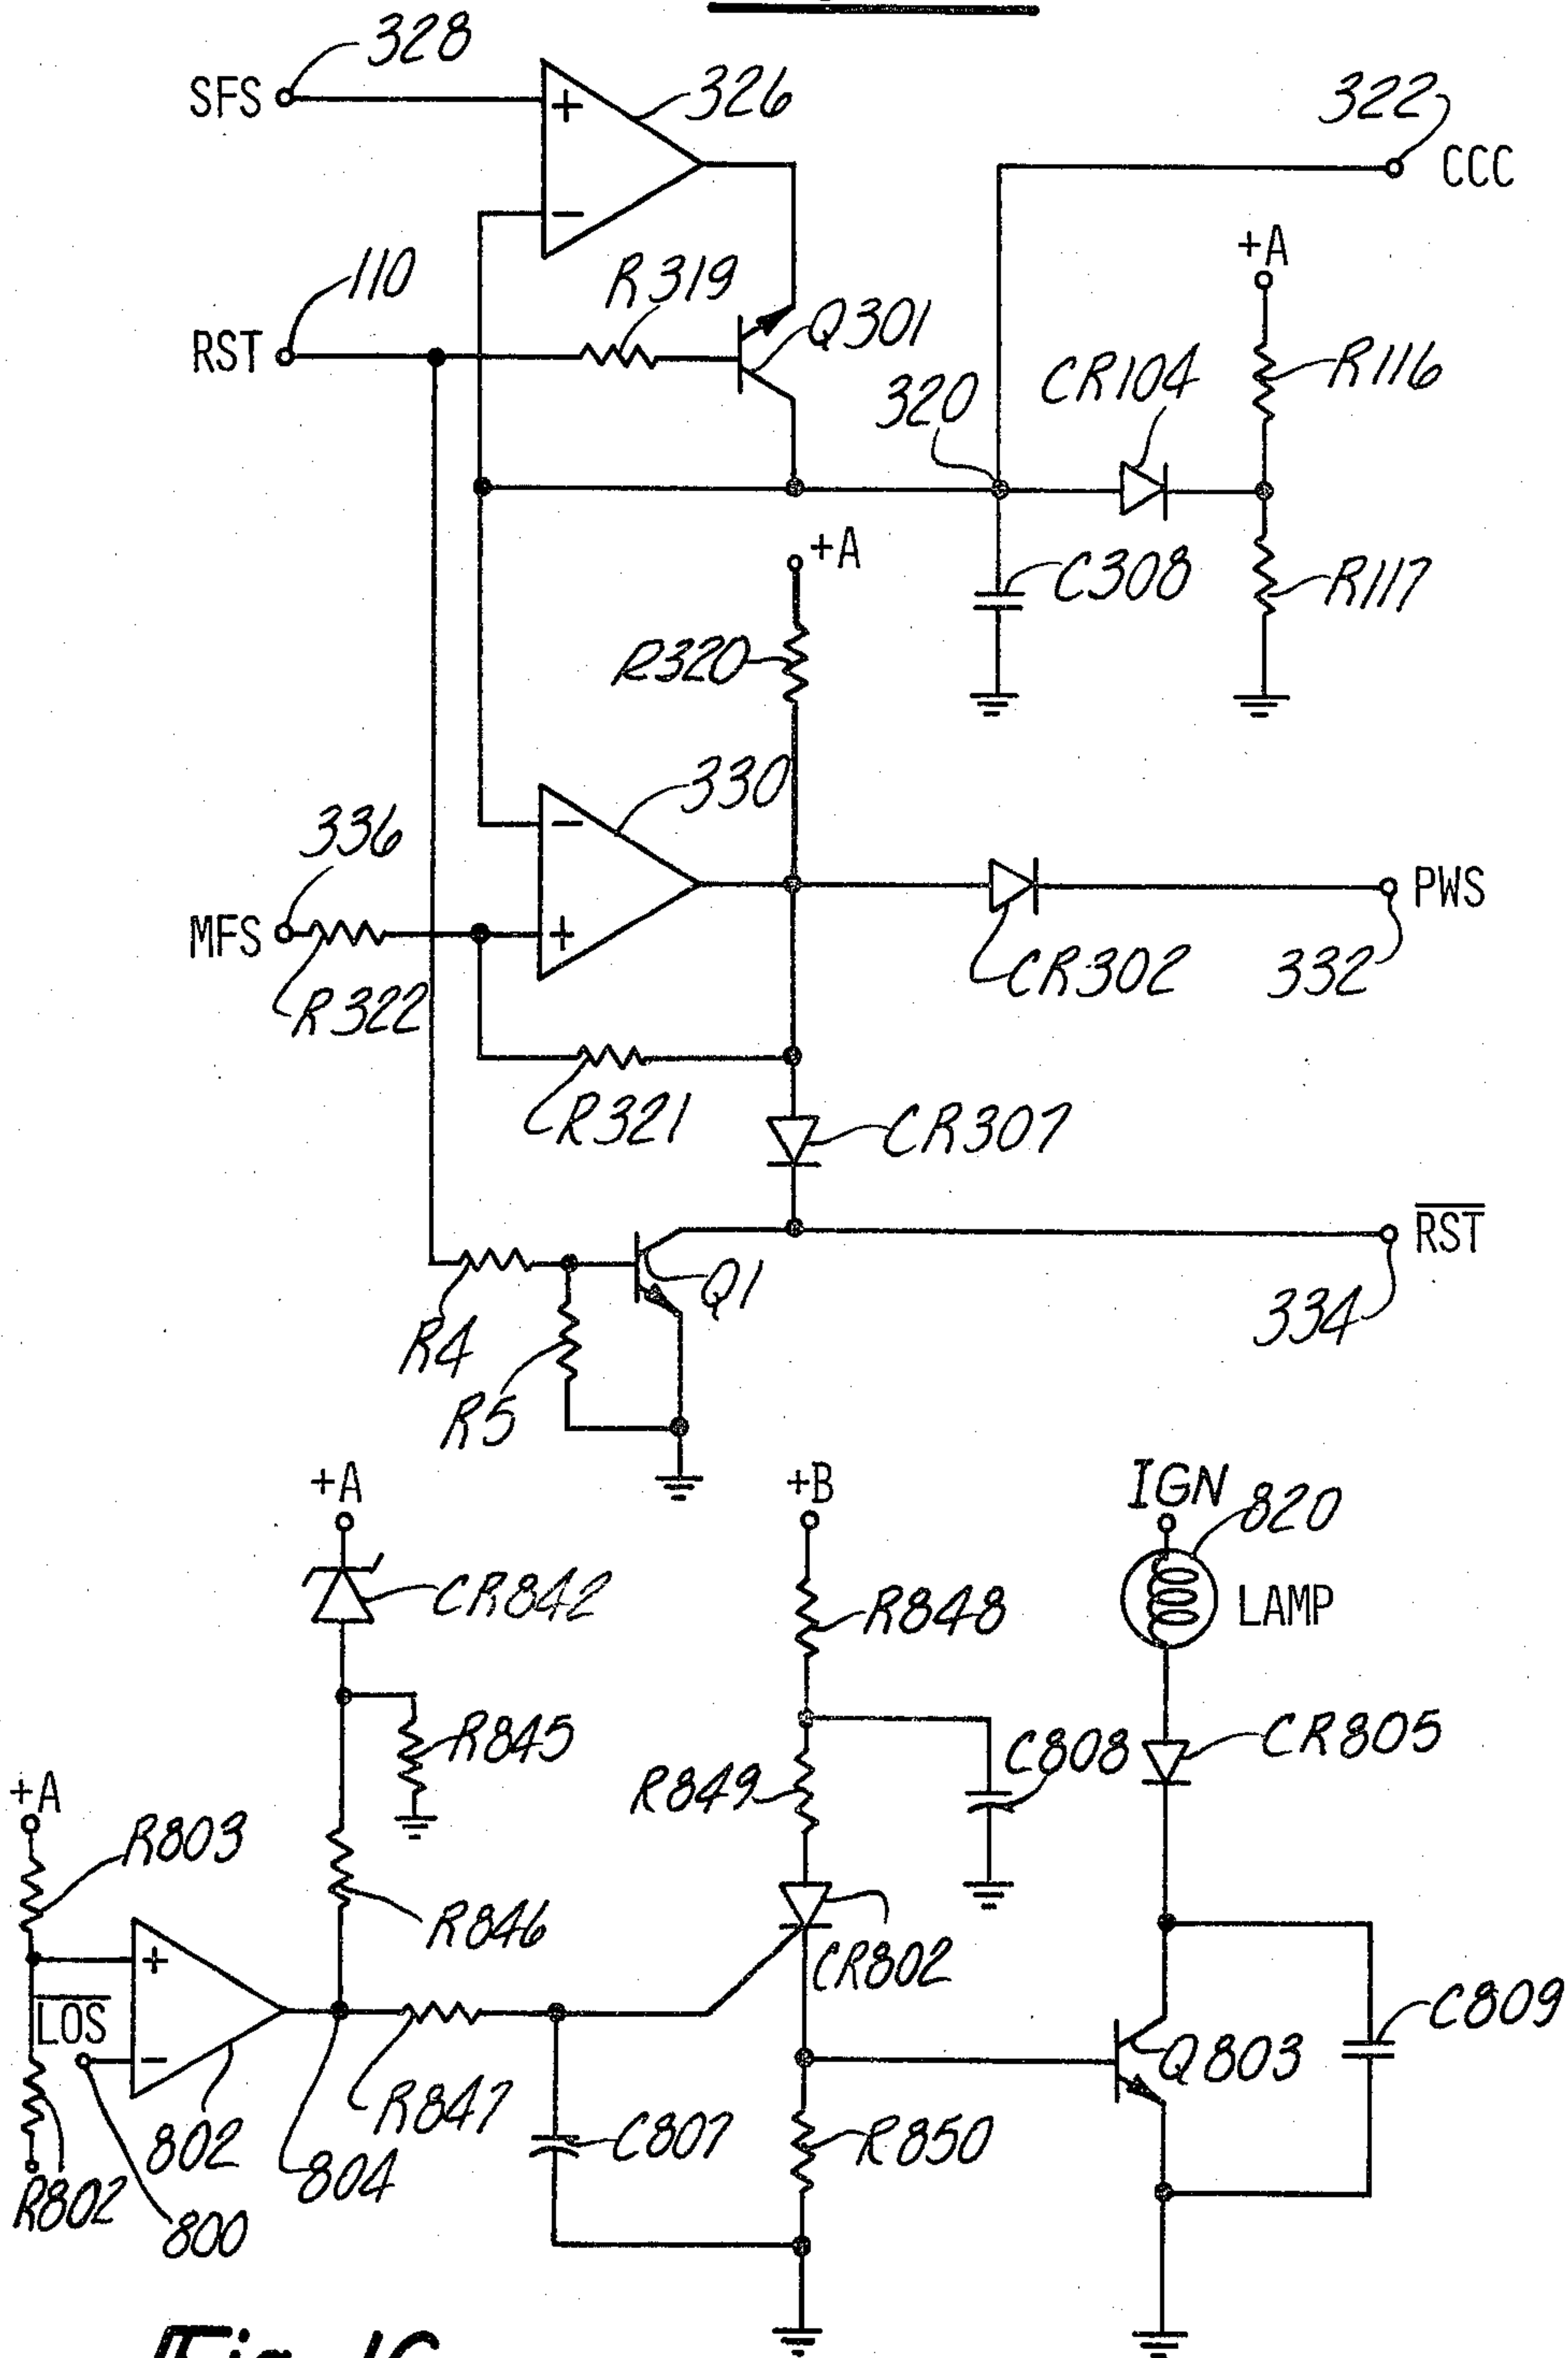 328
SFS
326
322
CCC
110
R319
+A
RST
Q301
CR104
R116
320
+A
C308
R117
R320
330
336
MFS
PWS
R322
CR302
332
R321
CR307
RST
Q1
334
R4
R5
+A
+B
IGN
820
CR842
R848
LAMP
R845
C808
CR805
+A
R849
R803
R846
CR802
LOS
C809
Q803
R847
802
C807
R850
804
R802
800
Fig-16